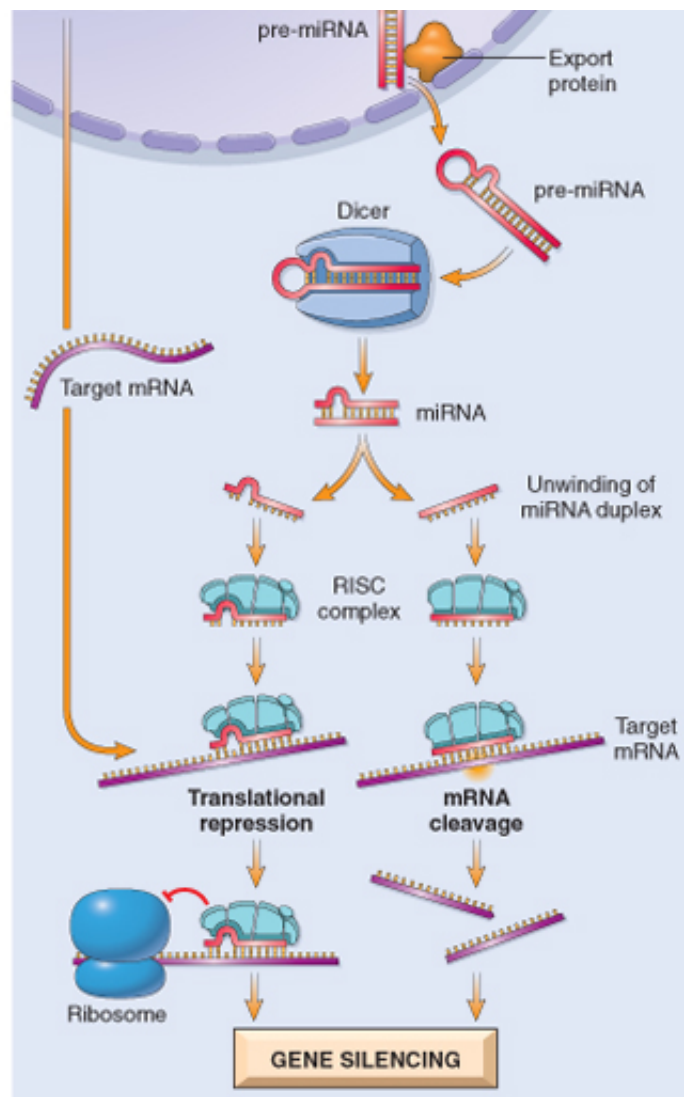 pre-miRNA
Export
protein
pre-miRNA
Dicer
Target mRNA
miRNA
Unwinding of
miRNA duplex
RISC
complex
Target
mRNA
Translational
repression
mRNA
cleavage
Ribosome
GENE SILENCING